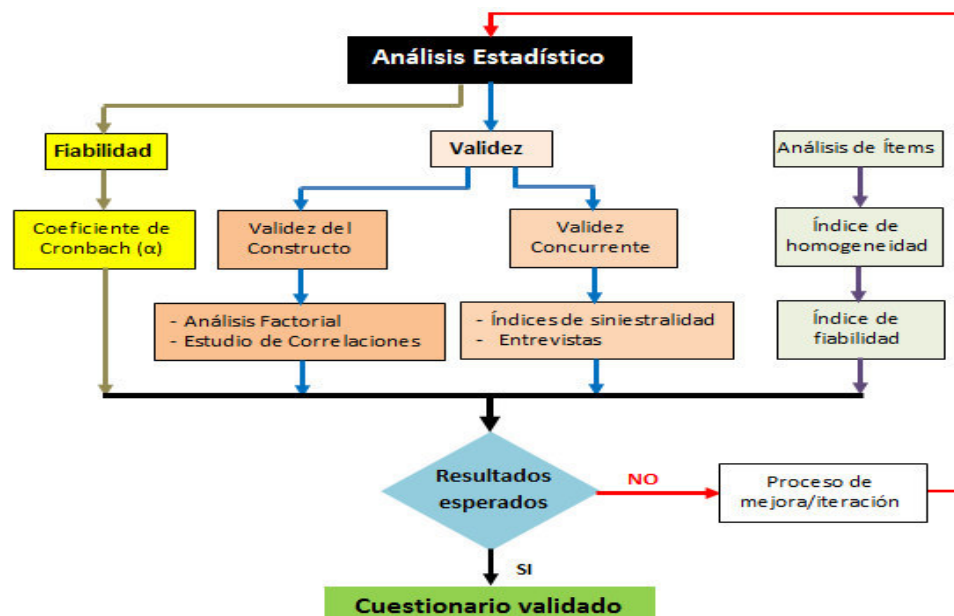 Análisis Estadístico
Fiabilidad
Validez
Análisis de Ítems
Coeficiente de
Cronbach (α)
Validez del
Constructo
Validez
Concurrente
Índice de
homogeneidad
- Análisis Factorial
- Estudio de Correlaciones
- Índices de siniestralidad
- Entrevistas
Índice de
fiabilidad
Resultados
esperados
NO
Proceso de
mejora/iteración
SI
Cuestionario validado